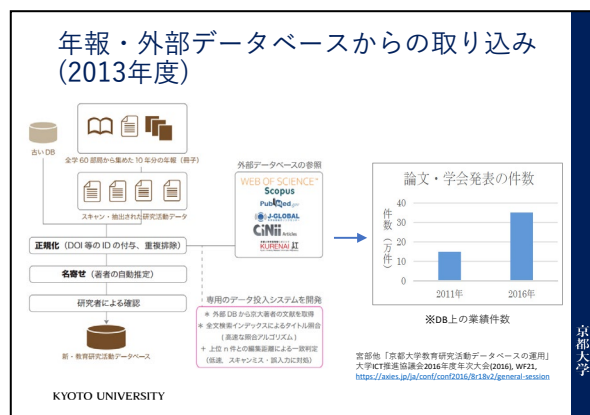 年報・外部データベースからの取り込み
(2013年度)
古いDB
全学60部局から集めた10年分の年報（冊子）
スキャン・抽出された研究活動データ
正規化（DOI等のIDの付与、重複排除）
名寄せ（著者の自動推定）
研究者による確認
新・教育研究活動データベース
外部データベースの参照
WEB OF SCIENCE™
Scopus
PubMed.gov
J-GLOBAL
CiNii Articles
KURENAI 紅
専用のデータ投入システムを開発
＊ 外部DBから京大著者の文献を取得
＊ 全文検索インデックスによるタイトル照合
（高速な照合アルゴリズム）
＋ 上位n件との編集距離による一致判定
（低速、スキャンミス・誤入力に対処）
論文・学会発表の件数
件数（万件）
40
30
20
10
0
2011年
2016年
※DB上の業績件数
宮部他「京都大学教育研究活動データベースの運用」
大学ICT推進協議会2016年度年次大会(2016), WF21,
https://axies.jp/ja/conf/conf2016/8r18v2/general-session
KYOTO UNIVERSITY
京都大学